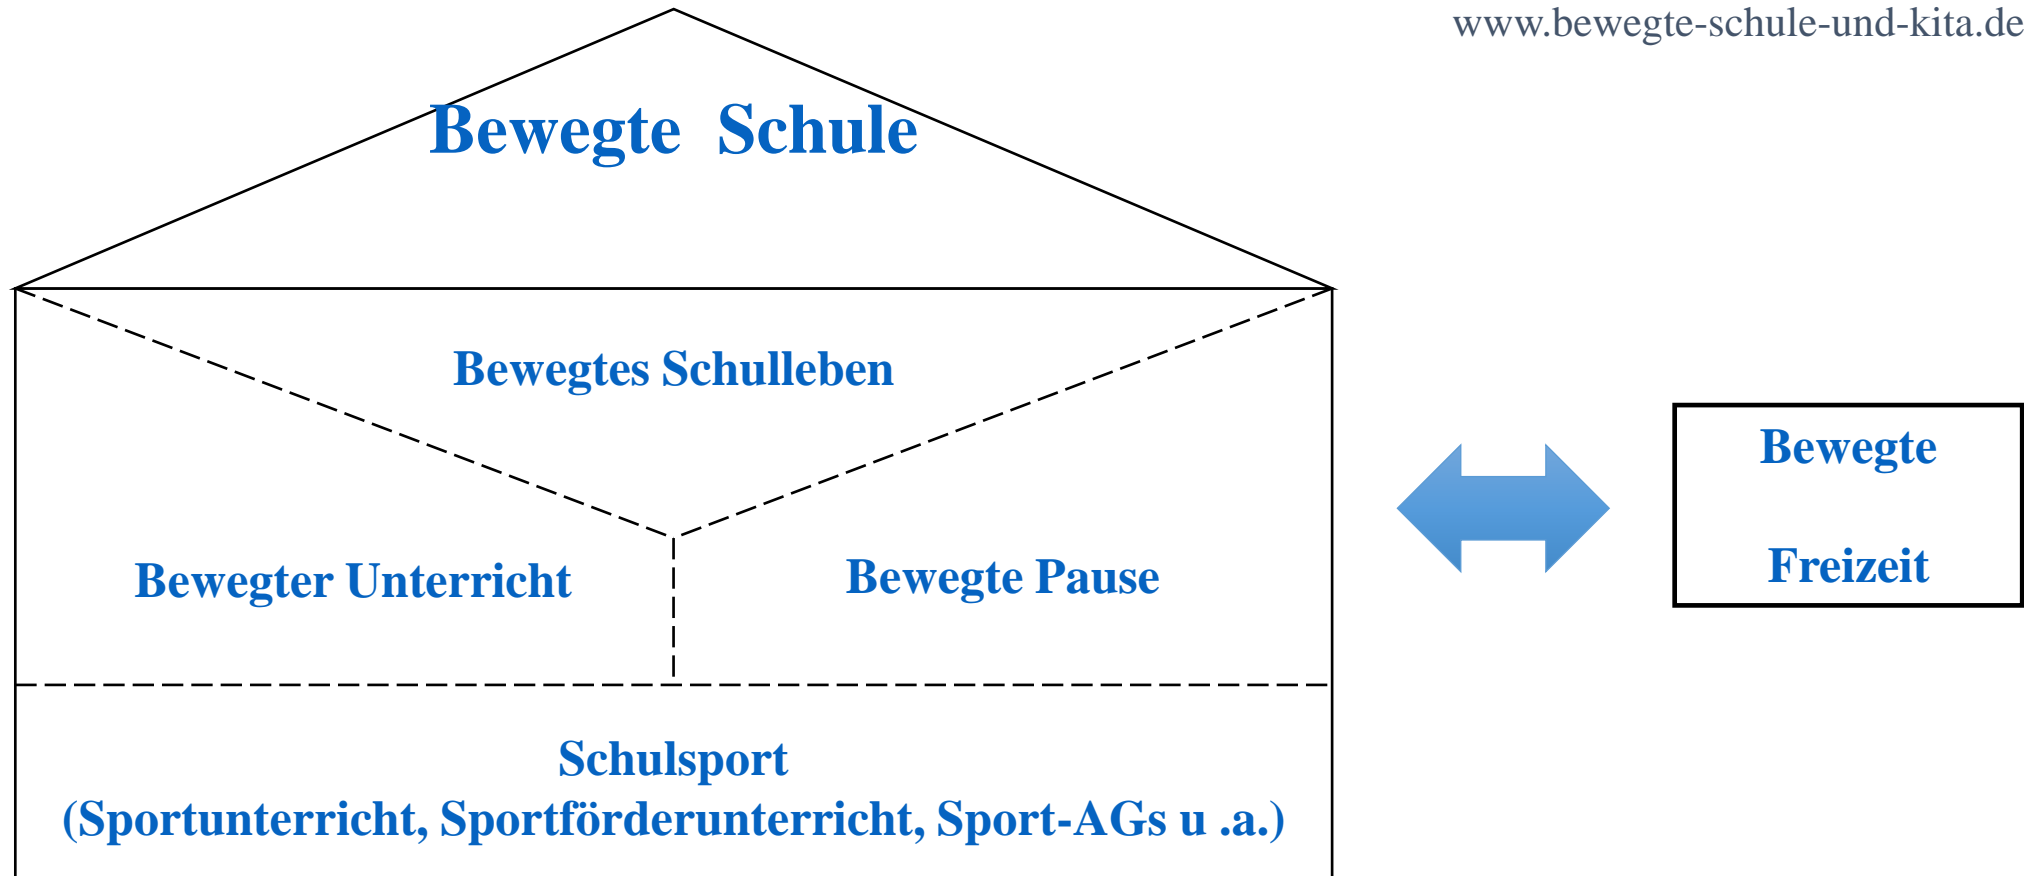 www.bewegte-schule-und-kita.de
Bewegte Schule
Bewegtes Schulleben
Bewegter Unterricht
Bewegte Pause
Bewegte
Freizeit
Schulsport
(Sportunterricht, Sportförderunterricht, Sport-AGs u .a.)